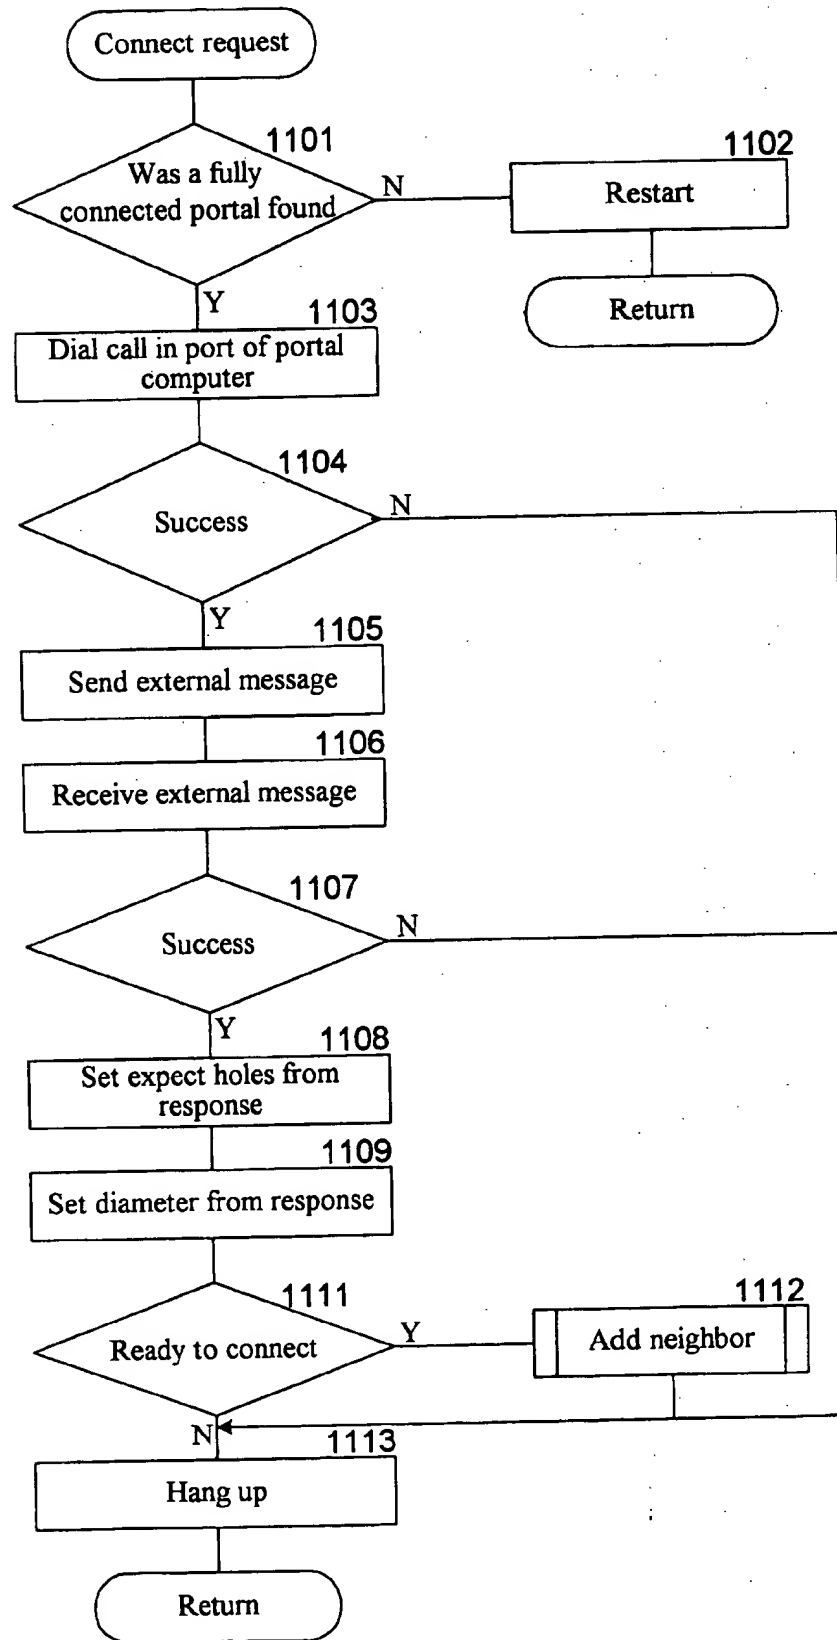 Connect request
1101
Was a fully
connected portal found
N
1102
Restart
Return
Y
1103
Dial call in port of portal
computer
1104
Success
N
Y
1105
Send external message
1106
Receive external message
1107
Success
N
Y
1108
Set expect holes from
response
1109
Set diameter from response
1111
Ready to connect
Y
1112
Add neighbor
N
1113
Hang up
Return